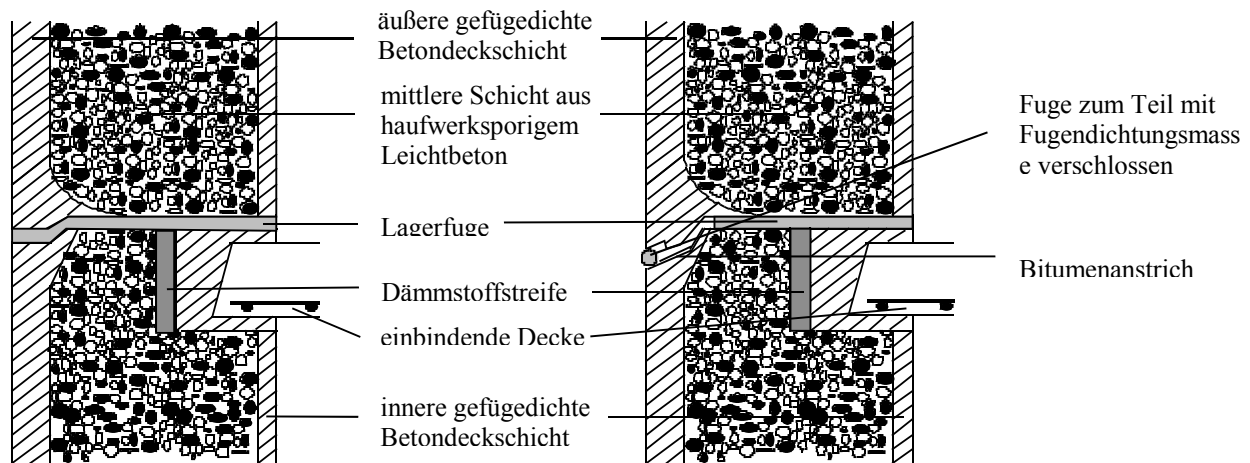 äußere gefügedichte
Betondeckschicht
mittlere Schicht aus
haufwerksporigem
Leichtbeton
Lagerfuge
Dämmstoffstreife
einbindende Decke
innere gefügedichte
Betondeckschicht
Fuge zum Teil mit
Fugendichtungsmass
e verschlossen
Bitumenanstrich